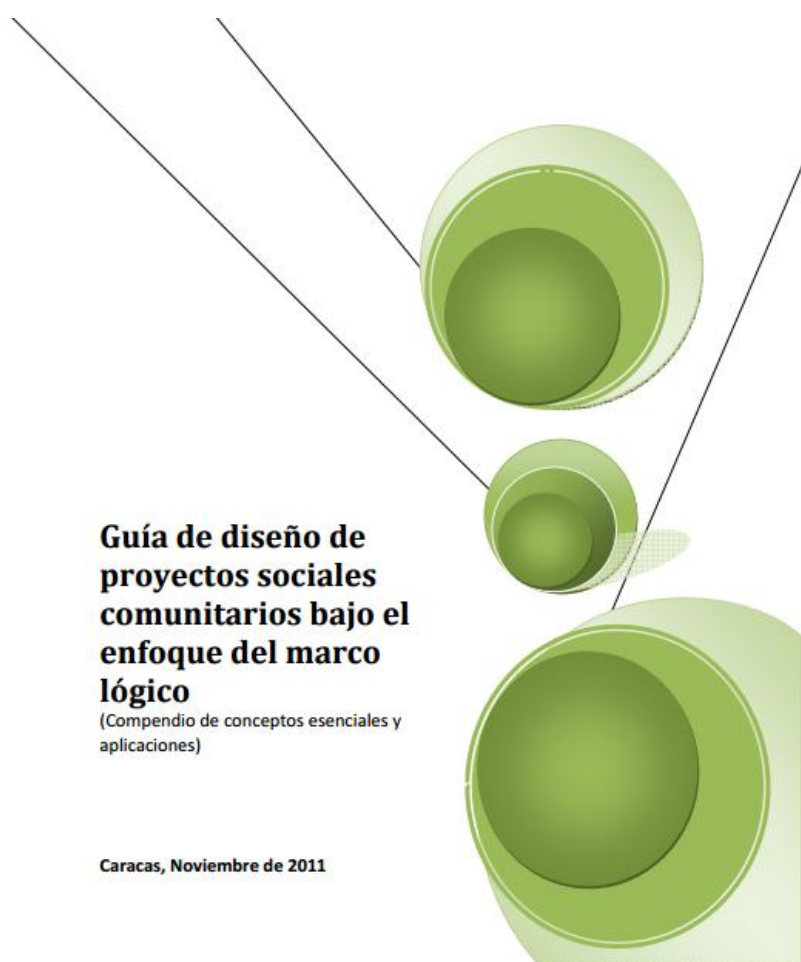 Guía de diseño de
proyectos sociales
comunitarios bajo el
enfoque del marco
lógico
(Compendio de conceptos esenciales y
aplicaciones)
Caracas, Noviembre de 2011